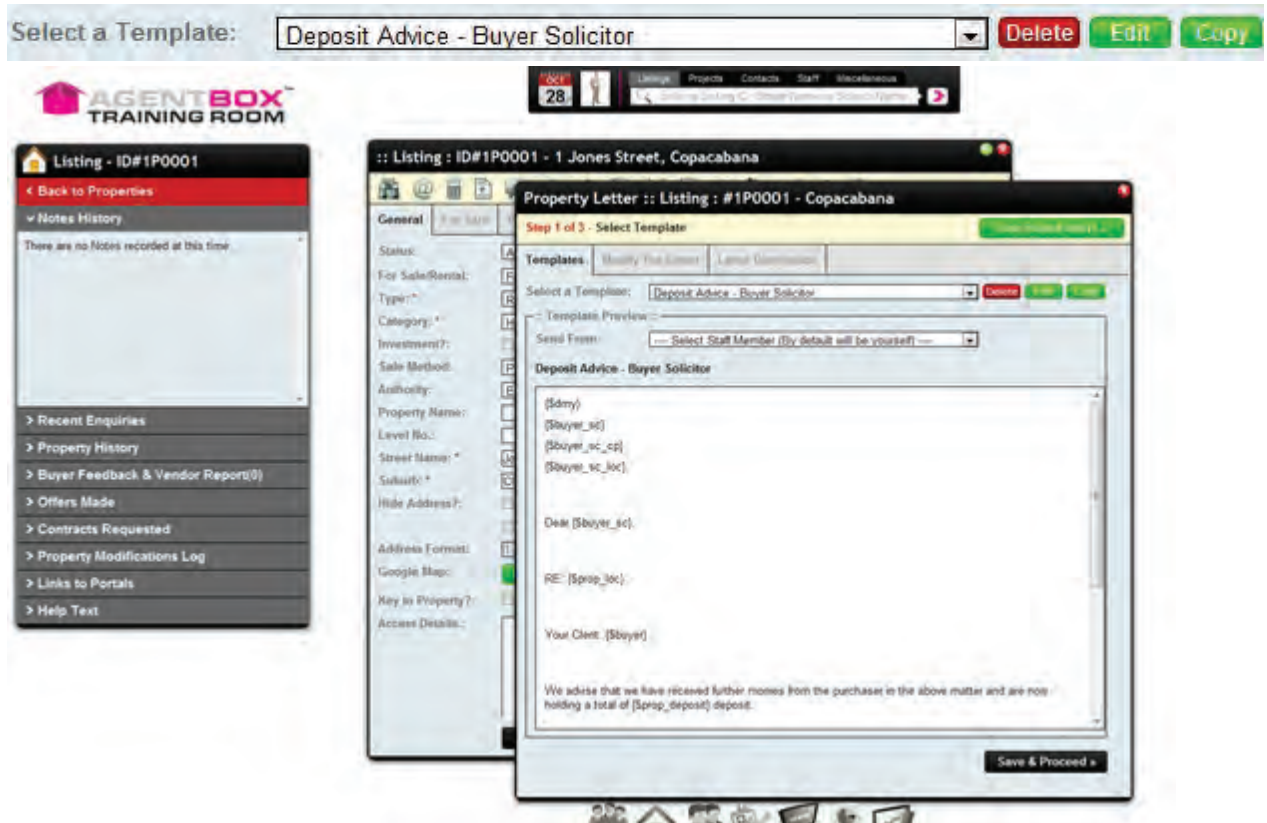 Select a Template: Deposit Advice - Buyer Solicitor Delete Edit Copy
AGENTBOX™
TRAINING ROOM
OCT
28
Listings Projects Contacts Staff Miscellaneous
Listing - ID#1P0001
< Back to Properties
Notes History
There are no Notes recorded at this time
> Recent Enquiries
> Property History
> Buyer Feedback & Vendor Report(0)
> Offers Made
> Contracts Requested
> Property Modifications Log
> Links to Portals
> Help Text
:: Listing : ID#1P0001 - 1 Jones Street, Copacabana
General For Sale
Status:
For Sale/Rental:
Type: *
Category: *
Investment?:
Sale Method:
Authority:
Property Name:
Level No.:
Street Name: *
Suburb: *
Hide Address?:
Address Format:
Google Map:
Key to Property?:
Access Details.:
Property Letter :: Listing : #1P0001 - Copacabana
Step 1 of 3 - Select Template
Templates
Select a Template: Deposit Advice - Buyer Solicitor Delete Edit Copy
:: Template Preview ::
Send From: --- Select Staff Member (By default will be yourself) ---
Deposit Advice - Buyer Solicitor
{$dmy}
{$buyer_sc}
{$buyer_sc_cp}
{$buyer_sc_loc}
Dear {$buyer_sc},
RE: {$prop_loc}
Your Client: {$buyer}
We advise that we have received further monies from the purchaser in the above matter and are now
holding a total of {$prop_deposit} deposit.
Save & Proceed »